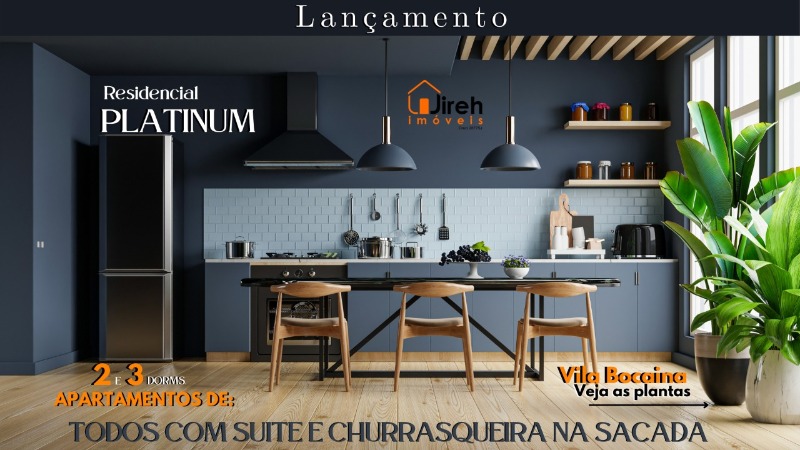 Lançamento
Residencial
PLATINUM
Jireh
imóveis
2 E 3 DORMS
APARTAMENTOS DE:
Vila Bocaina
Veja as plantas
TODOS COM SUITE E CHURRASQUEIRA NA SACADA